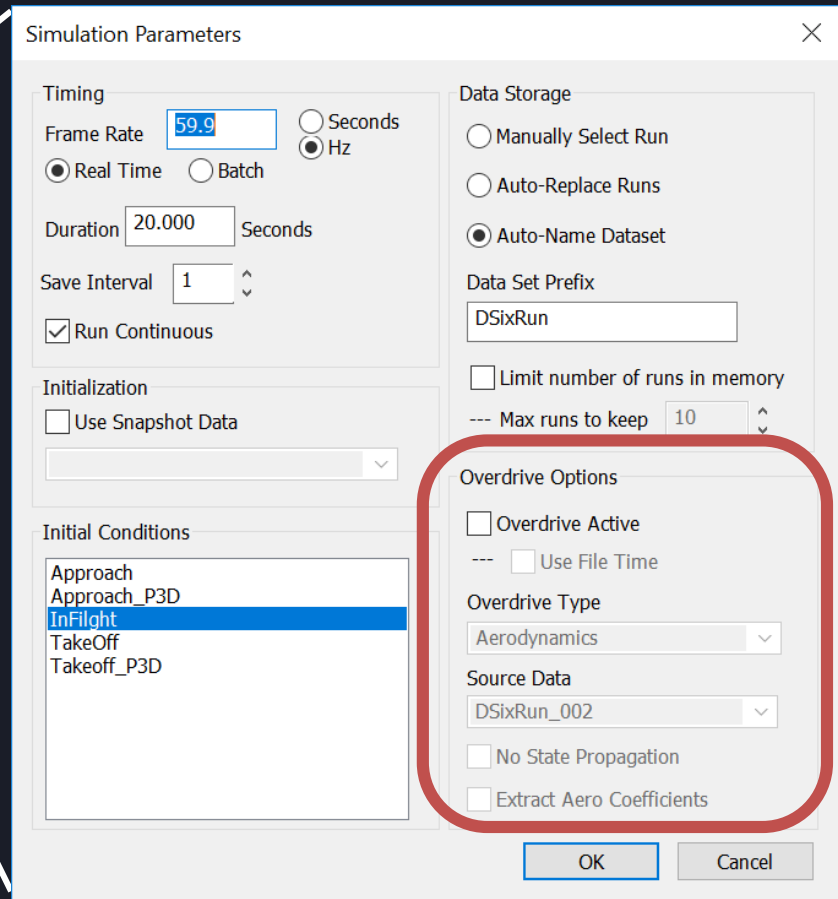 Simulation Parameters
Timing
Frame Rate 59.9 Seconds
Hz
Real Time Batch
Duration 20.000 Seconds
Save Interval 1
Run Continuous
Initialization
Use Snapshot Data
Initial Conditions
Approach
Approach_P3D
InFilght
TakeOff
Takeoff_P3D
Data Storage
Manually Select Run
Auto-Replace Runs
Auto-Name Dataset
Data Set Prefix
DSixRun
Limit number of runs in memory
--- Max runs to keep 10
Overdrive Options
Overdrive Active
--- Use File Time
Overdrive Type
Aerodynamics
Source Data
DSixRun_002
No State Propagation
Extract Aero Coefficients
OK Cancel